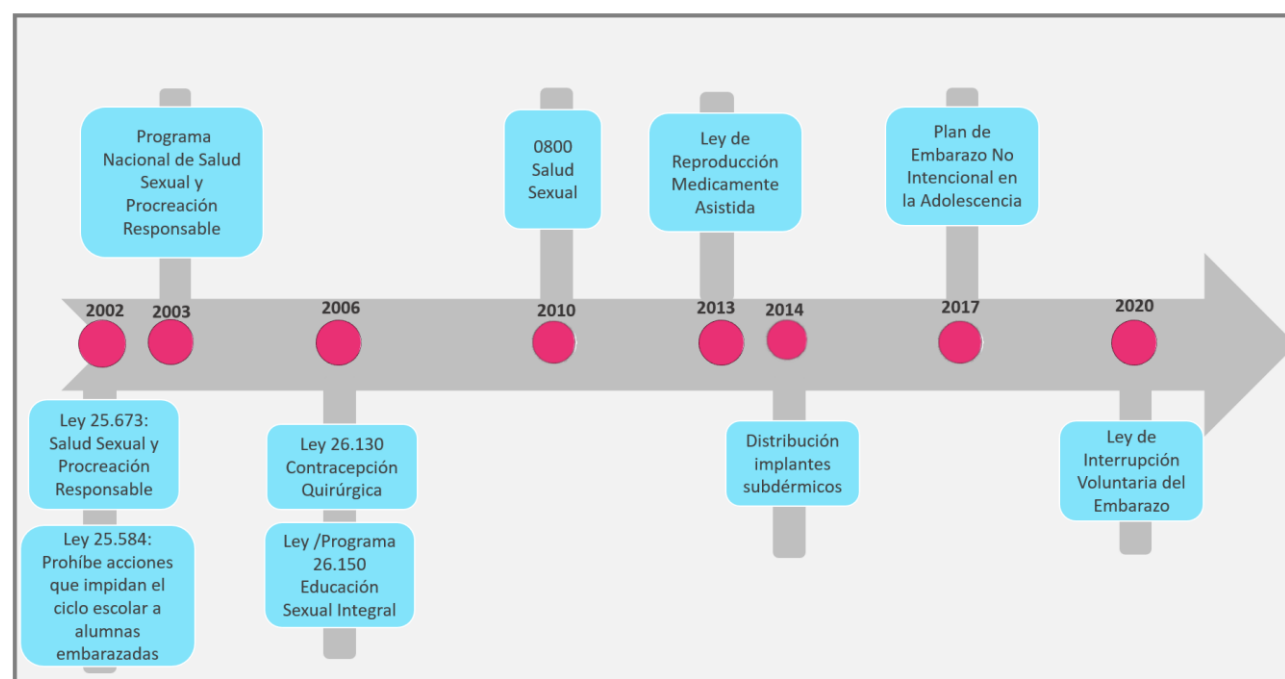 Programa
Nacional de Salud
Sexual y
Procreación
Responsable
0800
Salud
Sexual
Ley de
Reproducción
Medicamente
Asistida
Plan de
Embarazo No
Intencional en
la Adolescencia
2002
2003
2006
2010
2013
2014
2017
2020
Ley 25.673:
Salud Sexual y
Procreación
Responsable
Ley 25.584:
Prohíbe acciones
que impidan el
ciclo escolar a
alumnas
embarazadas
Ley 26.130
Contracepción
Quirúrgica
Ley /Programa
26.150
Educación
Sexual Integral
Distribución
implantes
subdérmicos
Ley de
Interrupción
Voluntaria del
Embarazo